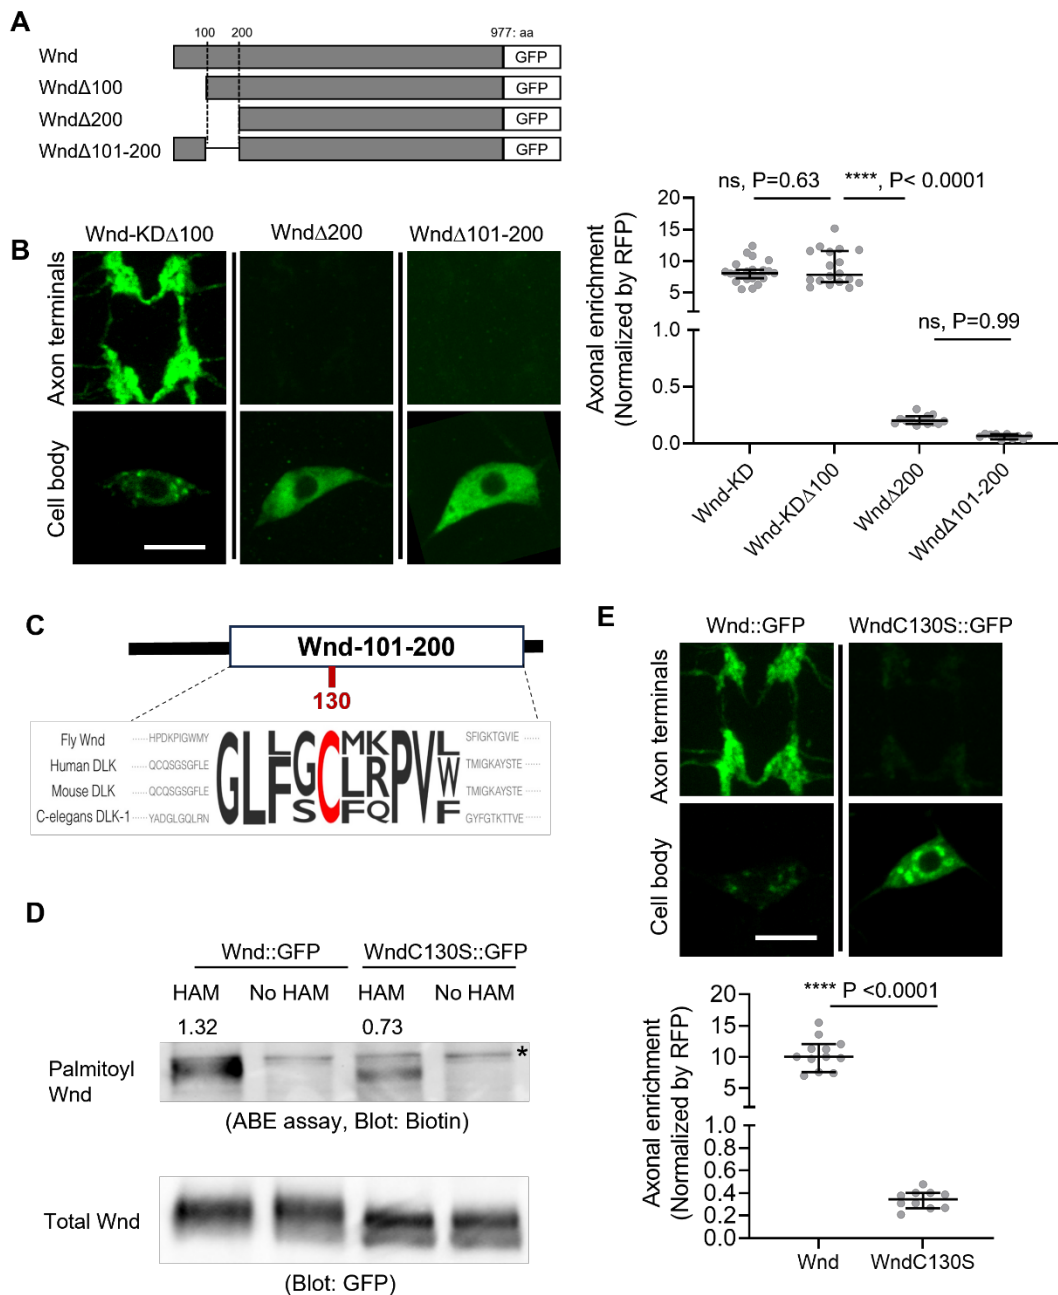 A
100 200 977: aa
Wnd GFP
WndΔ100 GFP
WndΔ200 GFP
WndΔ101-200 GFP
B
Wnd-KDΔ100 WndΔ200 WndΔ101-200
Axon terminals
Cell body
ns, P=0.63 ****, P< 0.0001
ns, P=0.99
Axonal enrichment
(Normalized by RFP)
20
15
10
5
1.0
0.5
0.0
Wnd-KD
Wnd-KDΔ100
WndΔ200
WndΔ101-200
C
Wnd-101-200
130
Fly Wnd ······HPDKPIGWMY SFIGKTGVIE······
Human DLK ······QCQSGSGFLE TMIGKAYSTE······
Mouse DLK ······QCQSGSGFLE TMIGKAYSTE······
C-elegans DLK-1 ······YADGLGQLRN GYFGTKTTVE······
L MK L
GLFGCLRPVW
F S FQ F
D
Wnd::GFP WndC130S::GFP
HAM No HAM HAM No HAM
1.32 0.73
*
Palmitoyl
Wnd
(ABE assay, Blot: Biotin)
Total Wnd
(Blot: GFP)
E
Wnd::GFP WndC130S::GFP
Axon terminals
Cell body
**** P <0.0001
Axonal enrichment
(Normalized by RFP)
20
15
10
5
1.0
0.8
0.6
0.4
0.2
0.0
Wnd WndC130S